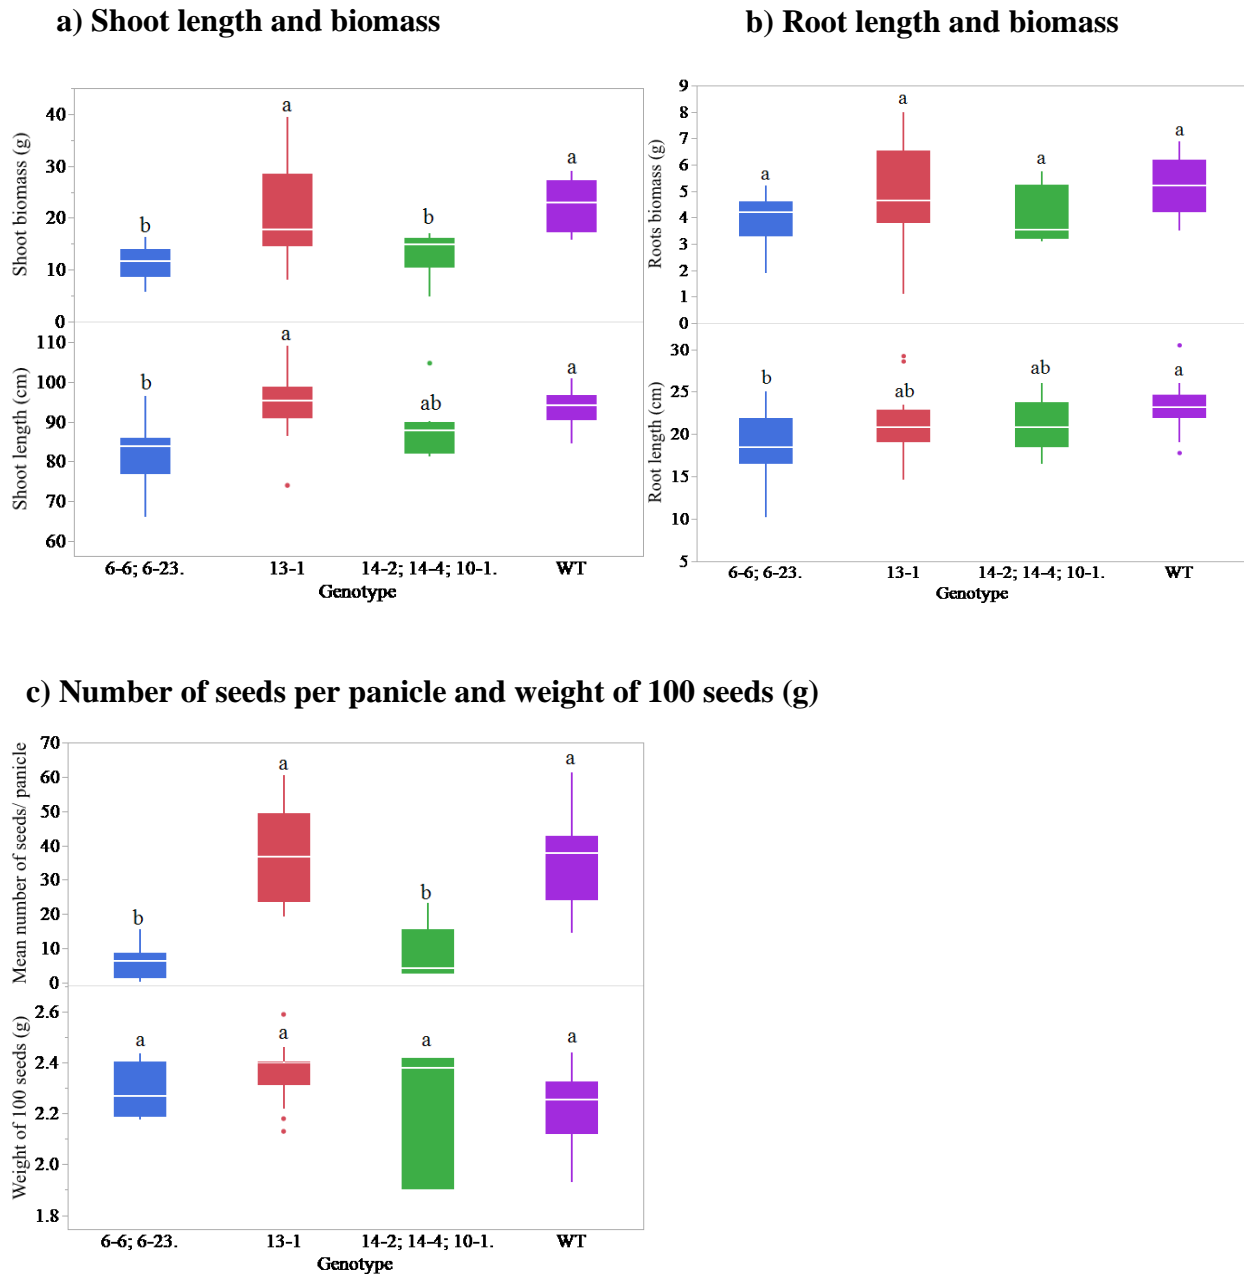 a) Shoot length and biomass
b) Root length and biomass
Shoot biomass (g)
40
30
20
10
0
b
a
b
a
Shoot length (cm)
110
100
90
80
70
60
b
a
ab
a
6-6; 6-23.
13-1
14-2; 14-4; 10-1.
WT
Genotype
Roots biomass (g)
9
8
7
6
5
4
3
2
1
0
a
a
a
a
Root length (cm)
30
25
20
15
10
5
b
ab
ab
a
6-6; 6-23.
13-1
14-2; 14-4; 10-1.
WT
Genotype
c) Number of seeds per panicle and weight of 100 seeds (g)
Mean number of seeds/ panicle
70
60
50
40
30
20
10
0
b
a
b
a
Weight of 100 seeds (g)
2.6
2.4
2.2
2.0
1.8
a
a
a
a
6-6; 6-23.
13-1
14-2; 14-4; 10-1.
WT
Genotype